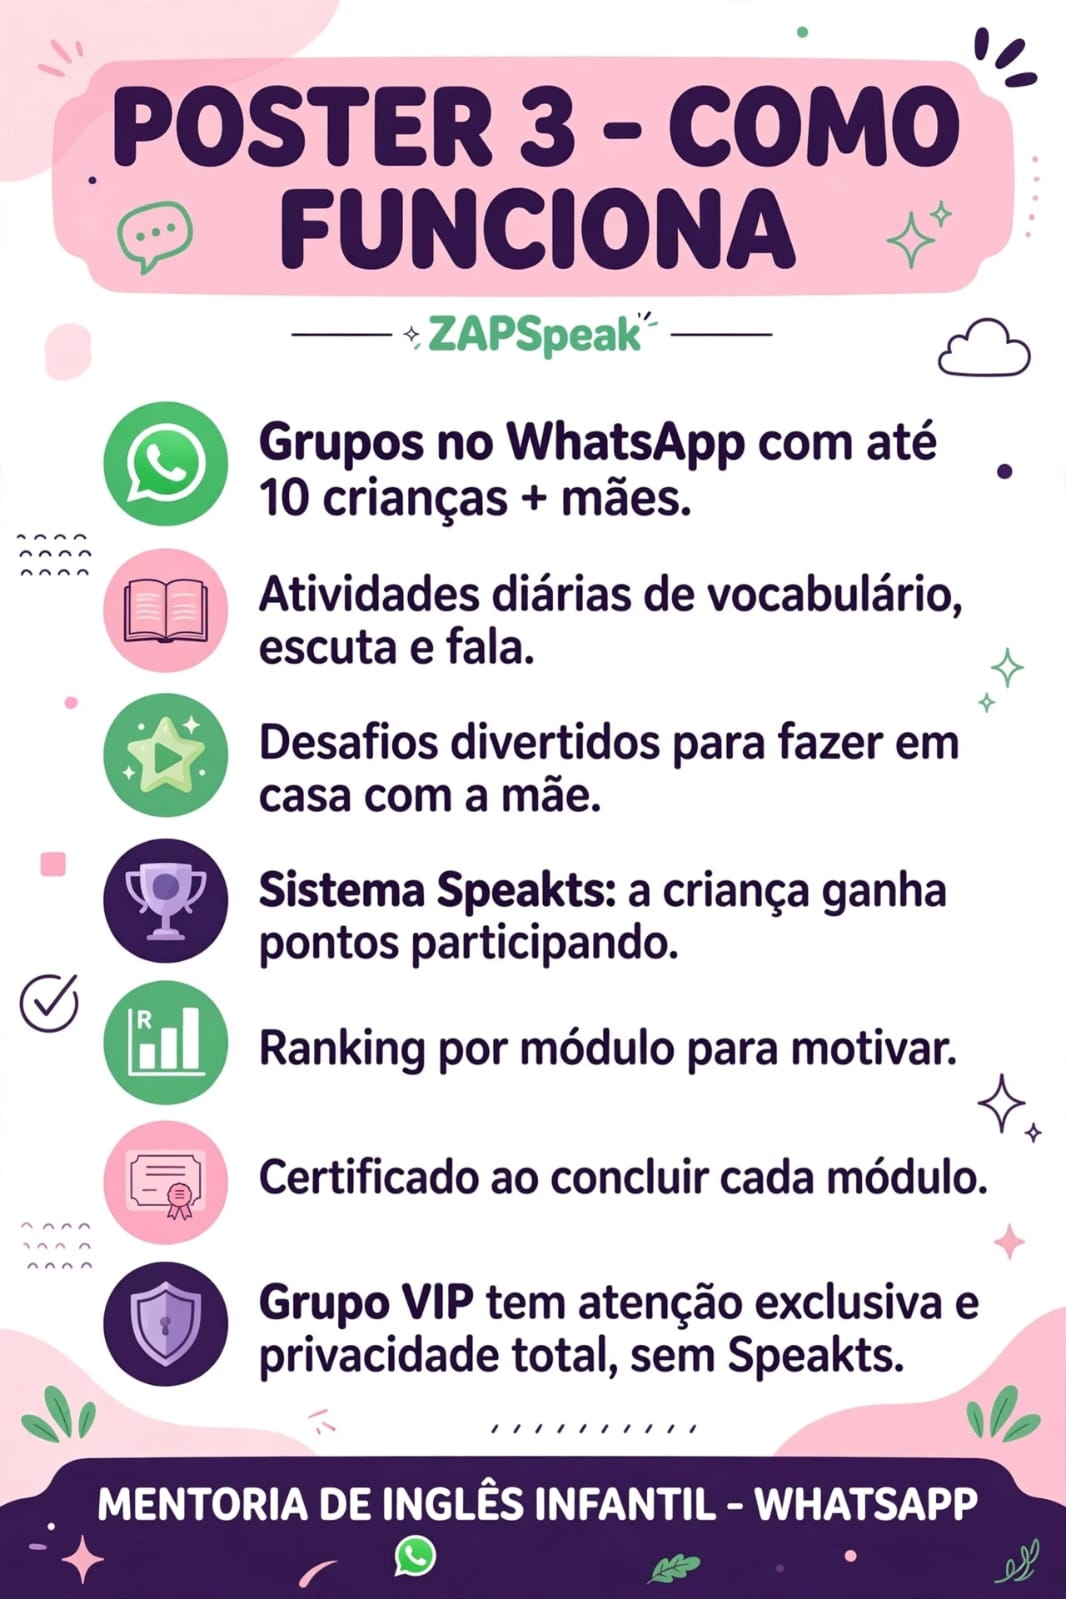 POSTER 3 - COMO
FUNCIONA
ZAPSpeak
Grupos no WhatsApp com até
10 crianças + mães.
Atividades diárias de vocabulário,
escuta e fala.
Desafios divertidos para fazer em
casa com a mãe.
Sistema Speakts: a criança ganha
pontos participando.
R
Ranking por módulo para motivar.
Certificado ao concluir cada módulo.
Grupo VIP tem atenção exclusiva e
privacidade total, sem Speakts.
MENTORIA DE INGLÊS INFANTIL - WHATSAPP